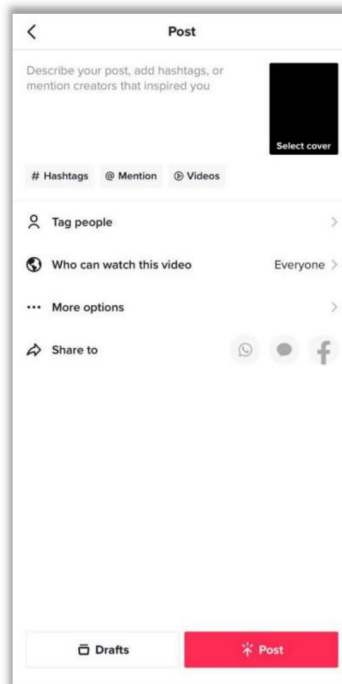 Post
Describe your post, add hashtags, or
mention creators that inspired you
Select cover
# Hashtags @ Mention Videos
Tag people
Who can watch this video Everyone
More options
Share to
Drafts Post